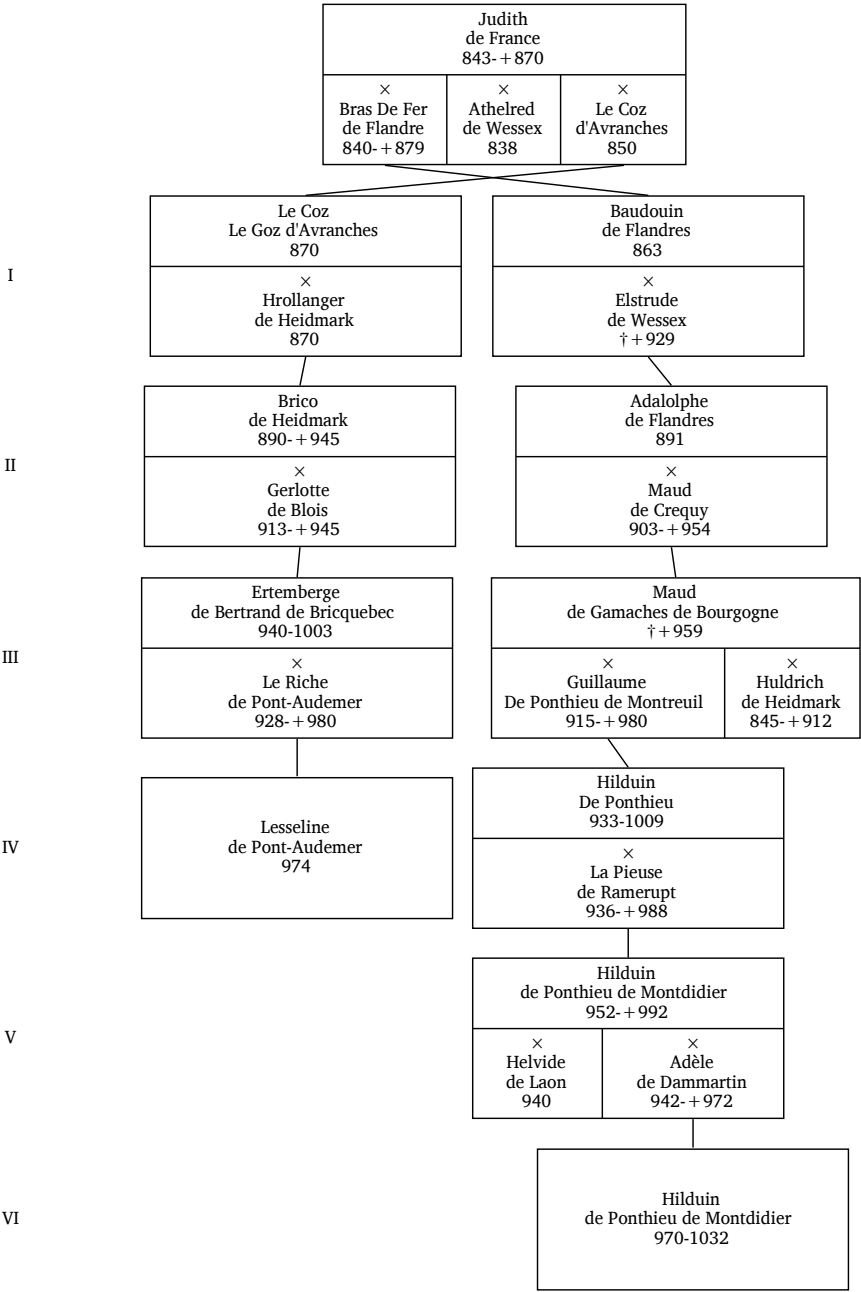 Judith
de France
843-+870
×
Bras De Fer
de Flandre
840-+879
×
Athelred
de Wessex
838
×
Le Coz
d'Avranches
850
I
Le Coz
Le Goz d'Avranches
870
×
Hrollanger
de Heidmark
870
Baudouin
de Flandres
863
×
Elstrude
de Wessex
†+929
II
Brico
de Heidmark
890-+945
×
Gerlotte
de Blois
913-+945
Adalolphe
de Flandres
891
×
Maud
de Crequy
903-+954
III
Ertemberge
de Bertrand de Bricquebec
940-1003
×
Le Riche
de Pont-Audemer
928-+980
Maud
de Gamaches de Bourgogne
†+959
×
Guillaume
De Ponthieu de Montreuil
915-+980
×
Huldrich
de Heidmark
845-+912
IV
Lesseline
de Pont-Audemer
974
Hilduin
De Ponthieu
933-1009
×
La Pieuse
de Ramerupt
936-+988
V
Hilduin
de Ponthieu de Montdidier
952-+992
×
Helvide
de Laon
940
×
Adèle
de Dammartin
942-+972
VI
Hilduin
de Ponthieu de Montdidier
970-1032